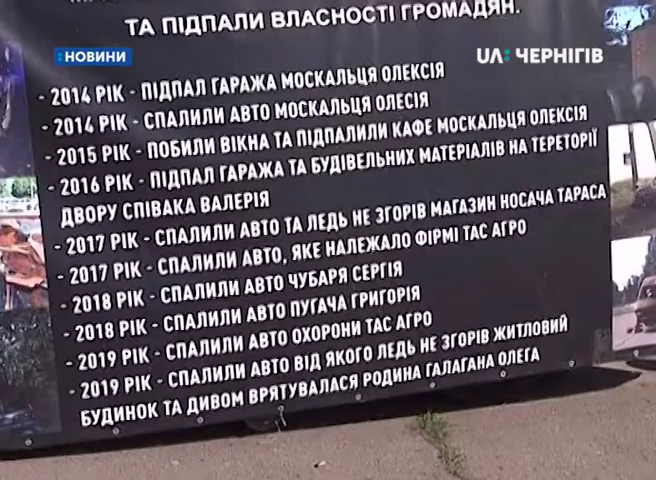 ТА ПІДПАЛИ ВЛАСНОСТІ ГРОМАДЯН.
НОВИНИ
UA: ЧЕРНІГІВ
- 2014 РІК - ПІДПАЛ ГАРАЖА МОСКАЛЬЦЯ ОЛЕКСІЯ
- 2014 РІК - СПАЛИЛИ АВТО МОСКАЛЬЦЯ ОЛЕСІЯ
- 2015 РІК - ПОБИЛИ ВІКНА ТА ПІДПАЛИЛИ КАФЕ МОСКАЛЬЦЯ ОЛЕКСІЯ
- 2016 РІК - ПІДПАЛ ГАРАЖА ТА БУДІВЕЛЬНИХ МАТЕРІАЛІВ НА ТЕРЕТОРІЇ
ДВОРУ СПІВАКА ВАЛЕРІЯ
- 2017 РІК - СПАЛИЛИ АВТО ТА ЛЕДЬ НЕ ЗГОРІВ МАГАЗИН НОСАЧА ТАРАСА
- 2017 РІК - СПАЛИЛИ АВТО, ЯКЕ НАЛЕЖАЛО ФІРМІ ТАС АГРО
- 2018 РІК - СПАЛИЛИ АВТО ЧУБАРЯ СЕРГІЯ
- 2018 РІК - СПАЛИЛИ АВТО ПУГАЧА ГРИГОРІЯ
- 2019 РІК - СПАЛИЛИ АВТО ОХОРОНИ ТАС АГРО
- 2019 РІК - СПАЛИЛИ АВТО ВІД ЯКОГО ЛЕДЬ НЕ ЗГОРІВ ЖИТЛОВИЙ
БУДИНОК ТА ДИВОМ ВРЯТУВАЛАСЯ РОДИНА ГАЛАГАНА ОЛЕГА